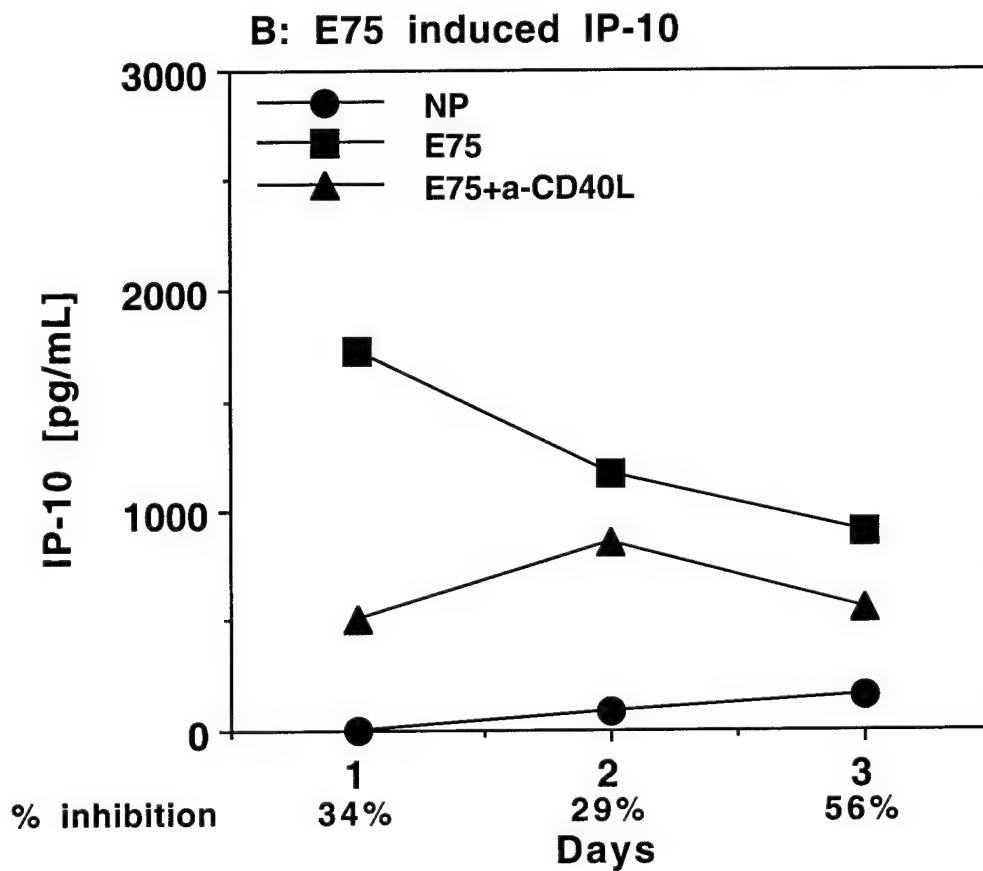 B: E75 induced IP-10
3000
NP
E75
E75+a-CD40L
2000
IP-10 [pg/mL]
1000
0
1 2 3
% inhibition 34% 29% 56%
Days